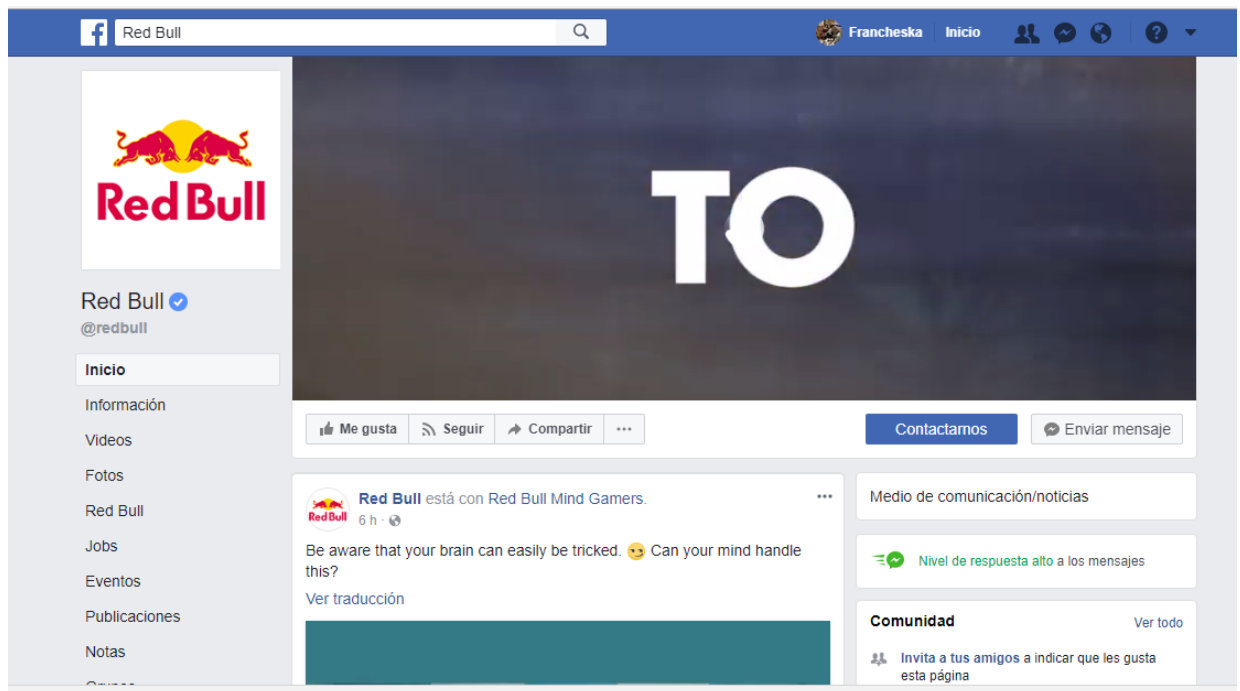 Red Bull
Francheska Inicio
Red Bull
TO
Red Bull
@redbull
Inicio
Información
Videos
Fotos
Red Bull
Jobs
Eventos
Publicaciones
Notas
Me gusta Seguir Compartir ...
Contactarnos Enviar mensaje
Red Bull está con Red Bull Mind Gamers.
Red Bull
6 h ·
Be aware that your brain can easily be tricked. 😏 Can your mind handle
this?
Ver traducción
Medio de comunicación/noticias
Nivel de respuesta alto a los mensajes
Comunidad Ver todo
Invita a tus amigos a indicar que les gusta
esta página